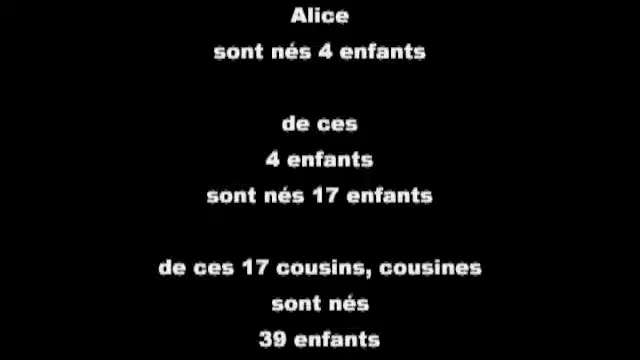 Alice
sont nés 4 enfants
de ces
4 enfants
sont nés 17 enfants
de ces 17 cousins, cousines
sont nés
39 enfants